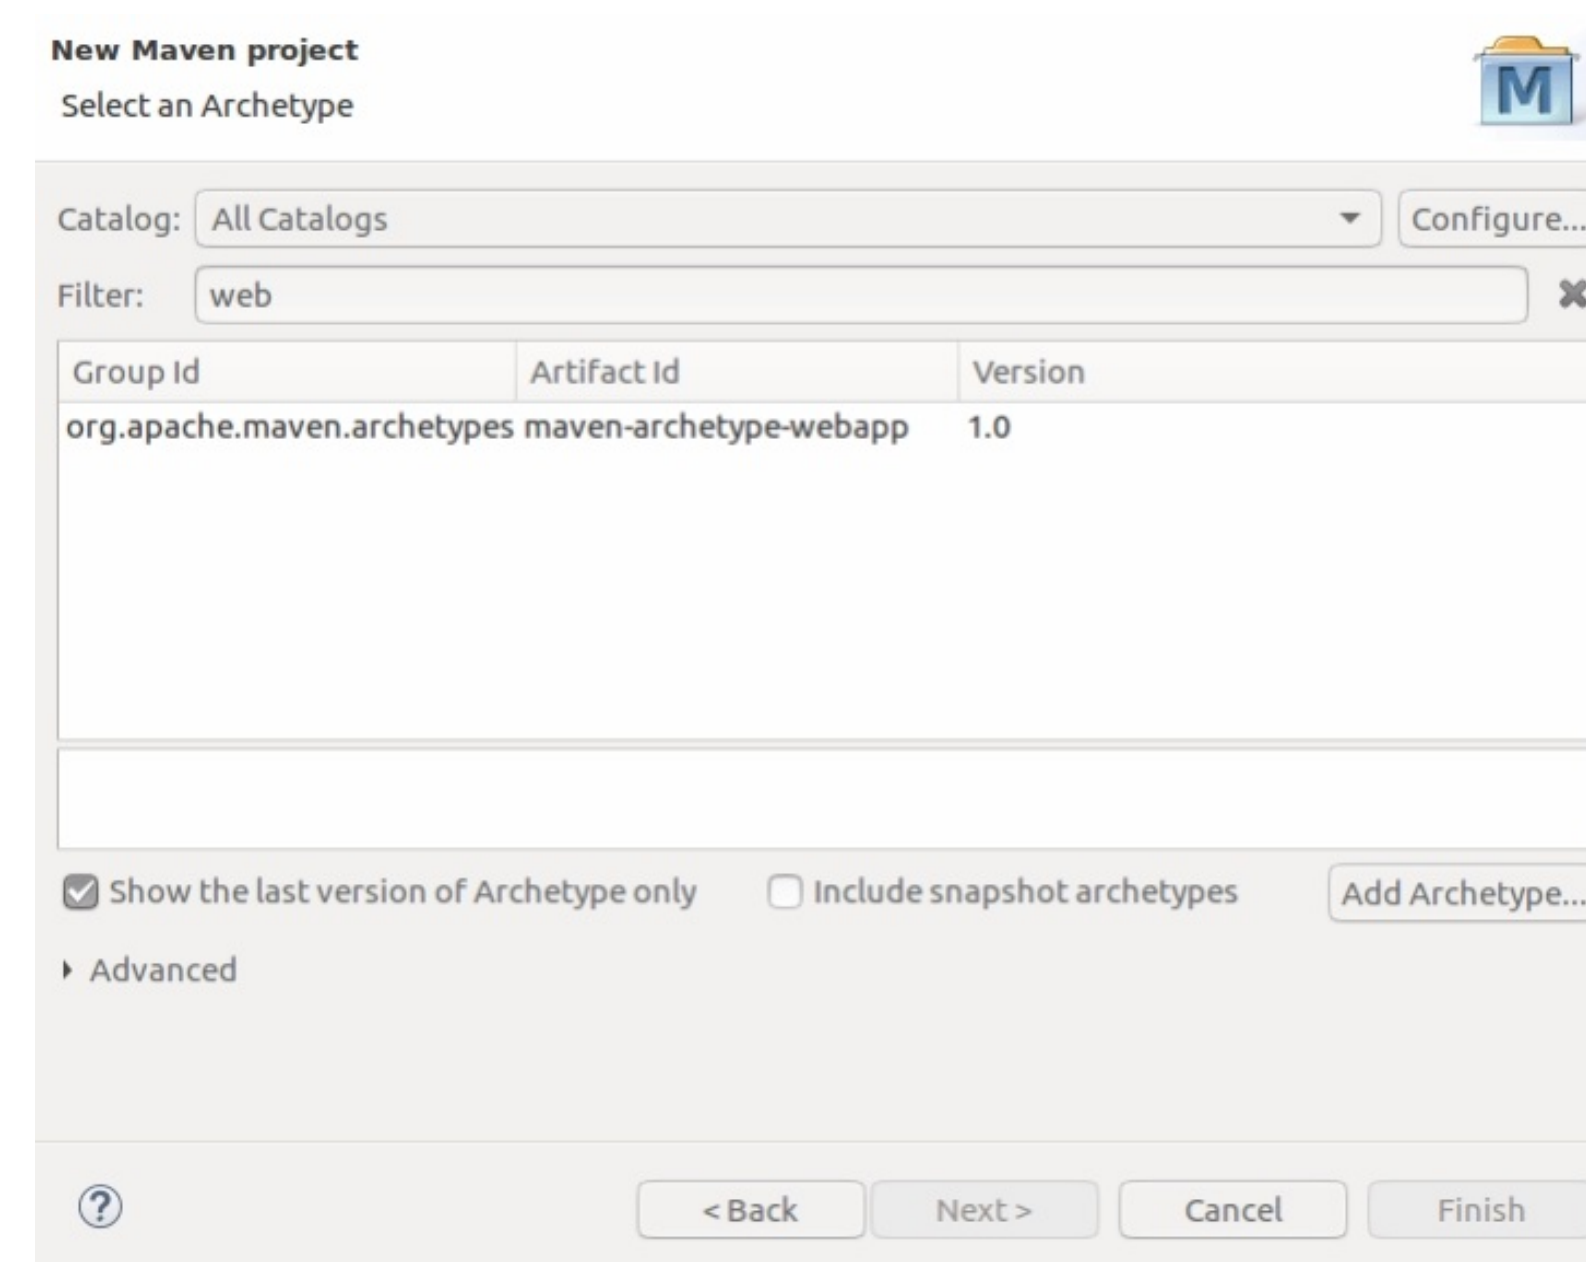 New Maven project
Select an Archetype
M
Catalog: All Catalogs Configure...
Filter: web
Group Id Artifact Id Version
org.apache.maven.archetypes maven-archetype-webapp 1.0
Show the last version of Archetype only Include snapshot archetypes Add Archetype...
Advanced
? < Back Next > Cancel Finish